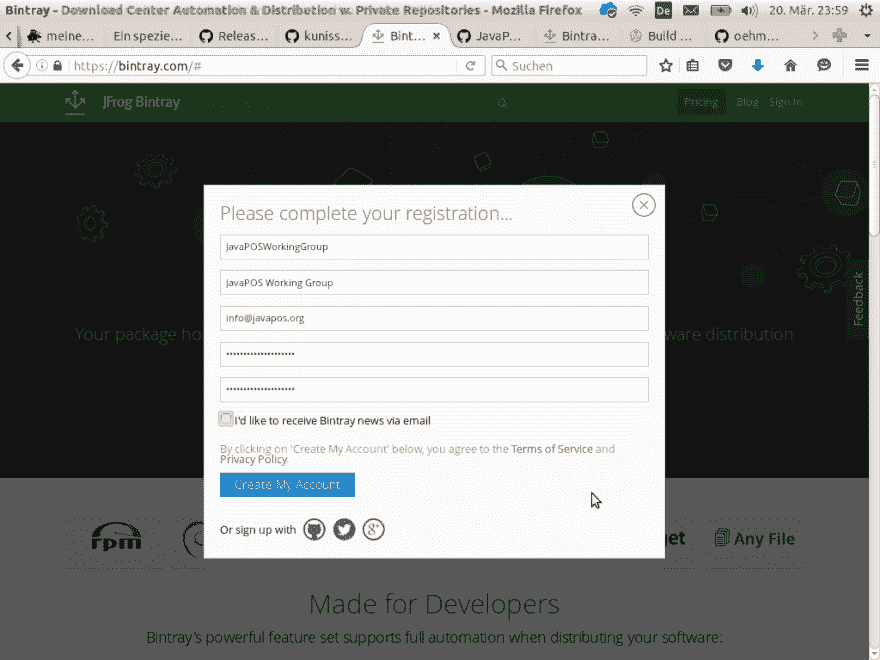 Bintray - Download Center Automation & Distribution w. Private Repositories - Mozilla Firefox
De
20. Mär. 23:59
meine…
Ein spezie…
Releas…
kuniss…
Bint…
JavaP…
Bintra…
Build …
oehm…
https://bintray.com/#
Suchen
JFrog Bintray
Pricing
Blog
Sign In
Please complete your registration...
JavaPOSWorkingGroup
JavaPOS Working Group
info@javapos.org
Feedback
Your package ho
ware distribution
I'd like to receive Bintray news via email
By clicking on 'Create My Account' below, you agree to the Terms of Service and
Privacy Policy.
Create My Account
Or sign up with
rpm
get
Any File
Made for Developers
Bintray's powerful feature set supports full automation when distributing your software: